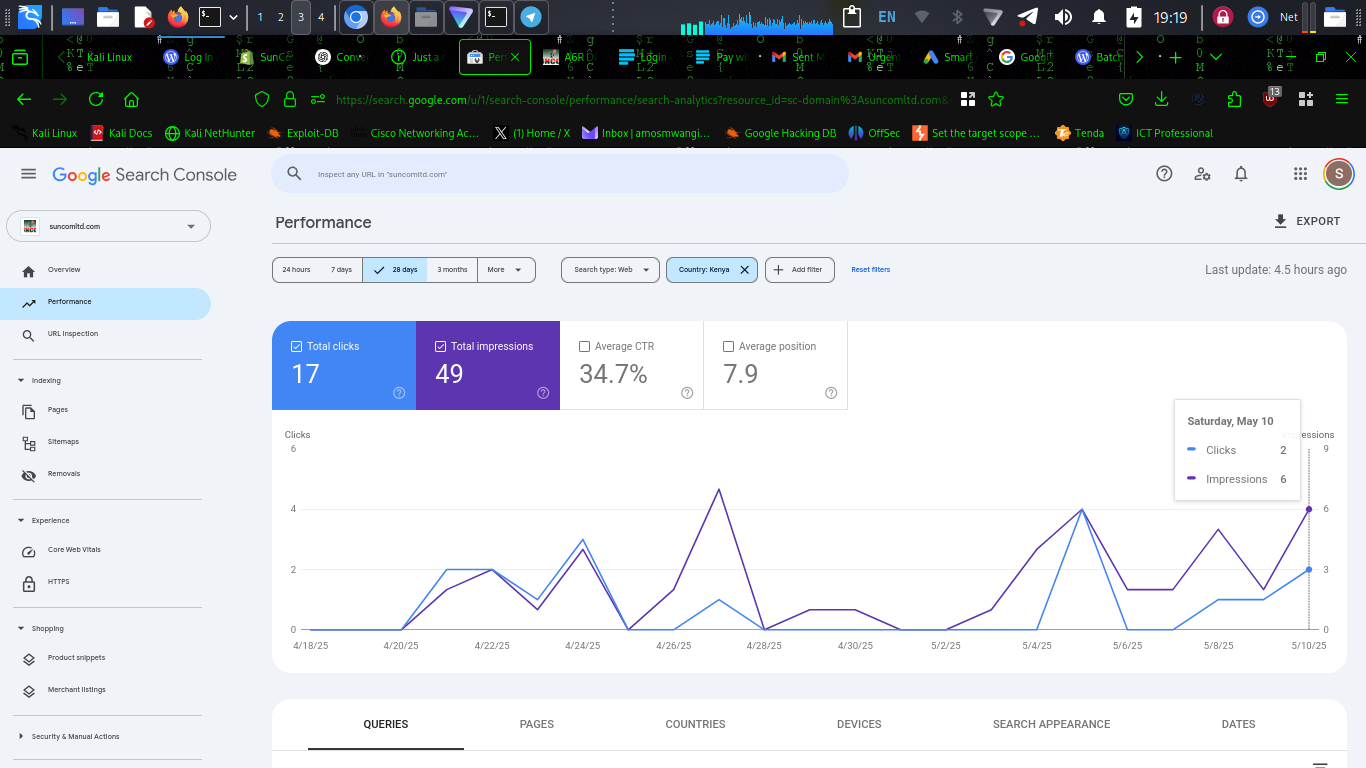 1 2 3 4 EN 19:19 Net
Kali Linux Log In SunCo Conv Just a Per A6R D Login Pay w Sent M Urgen Smart Googl Batch
https://search.google.com/u/1/search-console/performance/search-analytics?resource_id=sc-domain%3Asuncomltd.com& 13
Kali Linux Kali Docs Kali NetHunter Exploit-DB Cisco Networking Ac… (1) Home / X Inbox | amosmwangi… Google Hacking DB OffSec Set the target scope … Tenda ICT Professional
Google Search Console
Inspect any URL in "suncomltd.com"
S
suncomltd.com
Overview
Performance
URL Inspection
Indexing
Pages
Sitemaps
Removals
Experience
Core Web Vitals
HTTPS
Shopping
Product snippets
Merchant listings
Security & Manual Actions
Performance
EXPORT
24 hours 7 days 28 days 3 months More Search type: Web Country: Kenya Add filter Reset filters
Last update: 4.5 hours ago
Total clicks
17
Total impressions
49
Average CTR
34.7%
Average position
7.9
Clicks
6
4
2
0
Saturday, May 10
Clicks 2
Impressions 6
9
6
3
0
4/18/25 4/20/25 4/22/25 4/24/25 4/26/25 4/28/25 4/30/25 5/2/25 5/4/25 5/6/25 5/8/25 5/10/25
QUERIES PAGES COUNTRIES DEVICES SEARCH APPEARANCE DATES